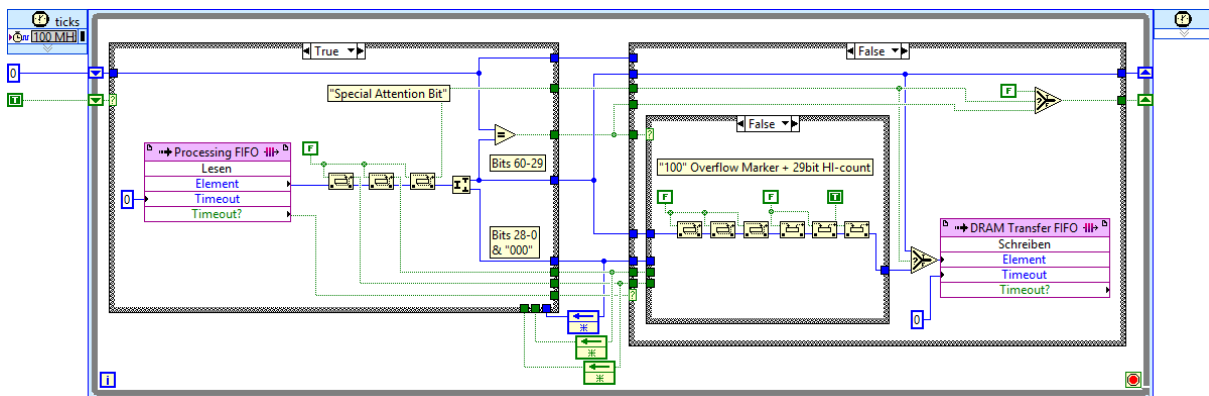 ticks
100 MH
True
False
0
T
"Special Attention Bit"
F
False
Processing FIFO
Lesen
Element
Timeout
Timeout?
F
0
=
Bits 60-29
"100" Overflow Marker + 29bit HI-count
F
F
T
Bits 28-0
& "000"
DRAM Transfer FIFO
Schreiben
Element
Timeout
Timeout?
0
i